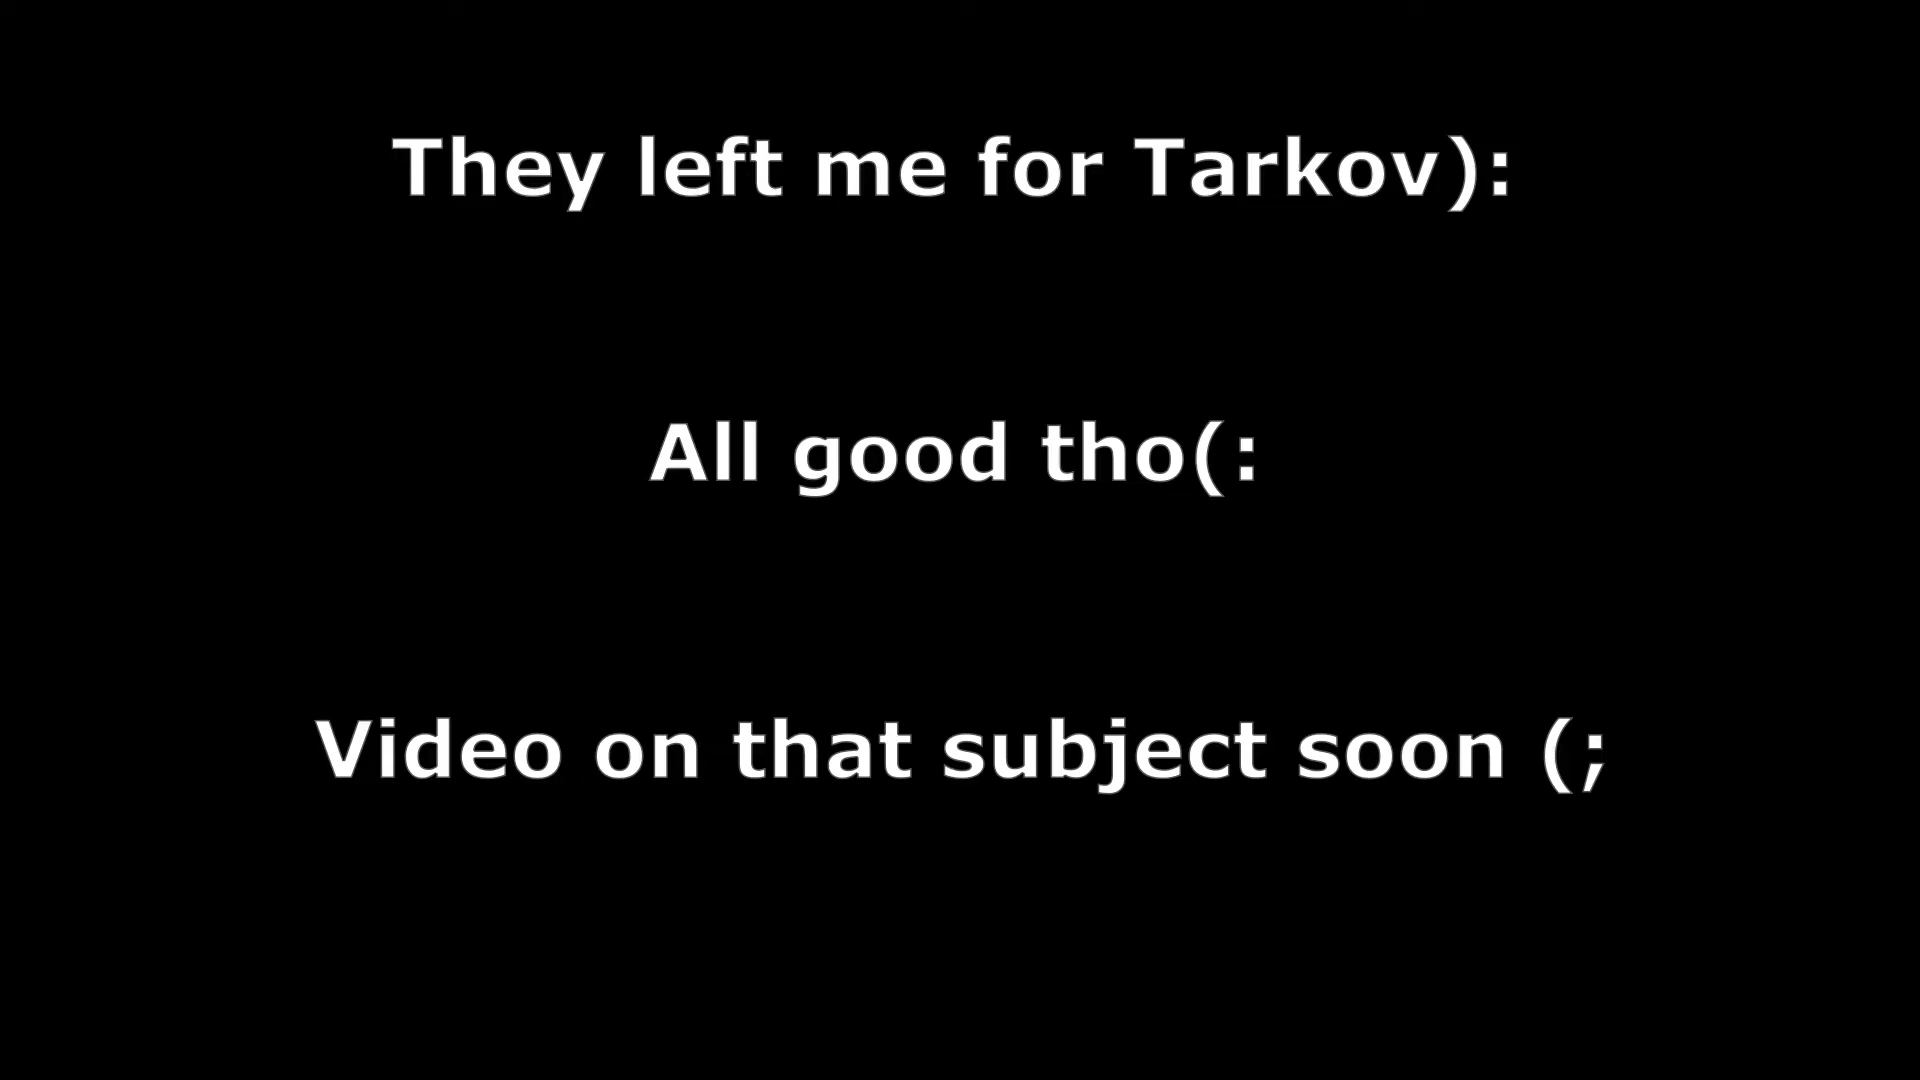 They left me for Tarkov):
All good tho(:
Video on that subject soon (;